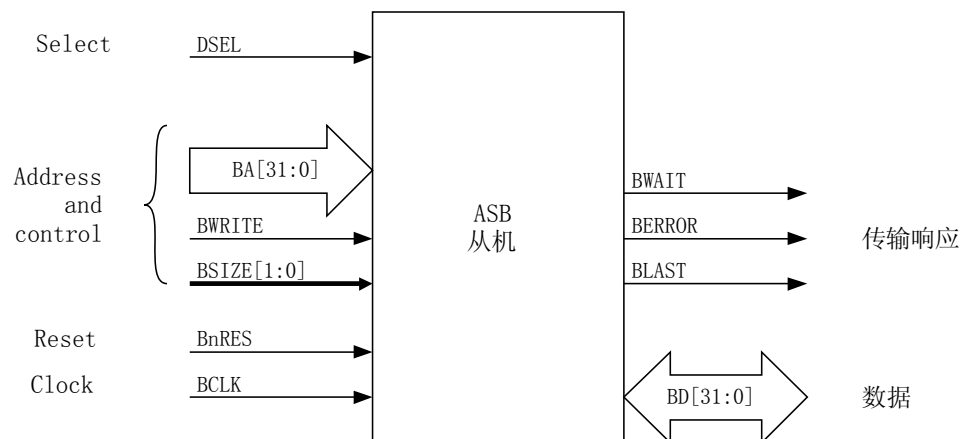 Select
DSEL
Address
and
control
BA[31:0]
BWRITE
BSIZE[1:0]
Reset
BnRES
Clock
BCLK
ASB
从机
BWAIT
BERROR
BLAST
传输响应
BD[31:0]
数据